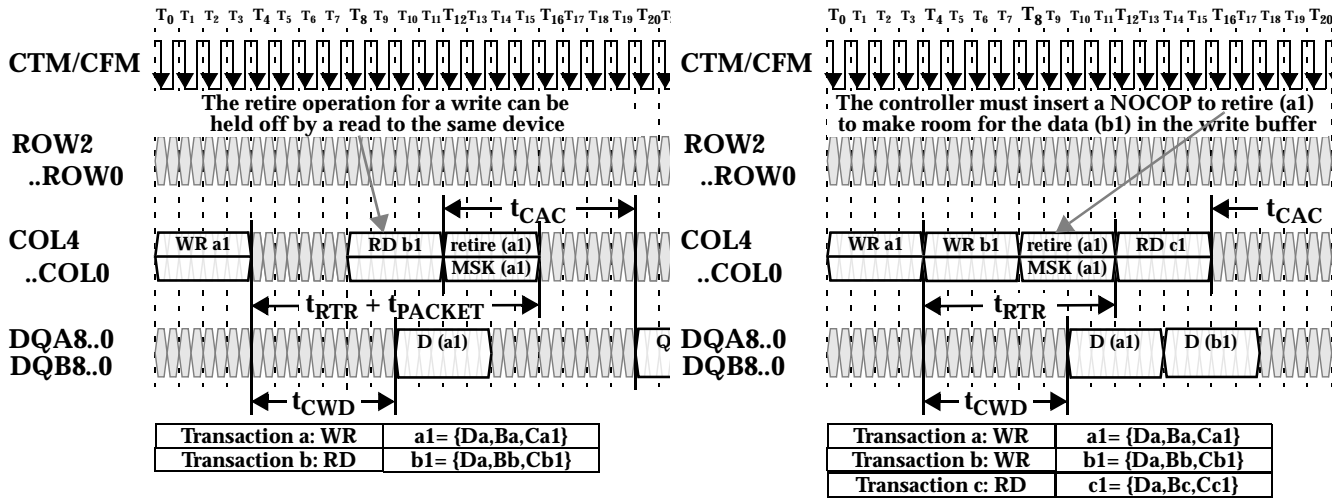 T0 T1 T2 T3 T4 T5 T6 T7 T8 T9 T10 T11 T12 T13 T14 T15 T16 T17 T18 T19 T20
CTM/CFM
The retire operation for a write can be
held off by a read to the same device
ROW2
..ROW0
tCAC
COL4
..COL0
WR a1 RD b1 retire (a1)
MSK (a1)
tRTR + tPACKET
DQA8..0
DQB8..0
D (a1) Q
tCWD
Transaction a: WR a1= {Da,Ba,Ca1}
Transaction b: RD b1= {Da,Bb,Cb1}
T0 T1 T2 T3 T4 T5 T6 T7 T8 T9 T10 T11 T12 T13 T14 T15 T16 T17 T18 T19 T20
CTM/CFM
The controller must insert a NOCOP to retire (a1)
to make room for the data (b1) in the write buffer
ROW2
..ROW0
tCAC
COL4
..COL0
WR a1 WR b1 retire (a1) RD c1
MSK (a1)
tRTR
DQA8..0
DQB8..0
D (a1) D (b1)
tCWD
Transaction a: WR a1= {Da,Ba,Ca1}
Transaction b: WR b1= {Da,Bb,Cb1}
Transaction c: RD c1= {Da,Bc,Cc1}